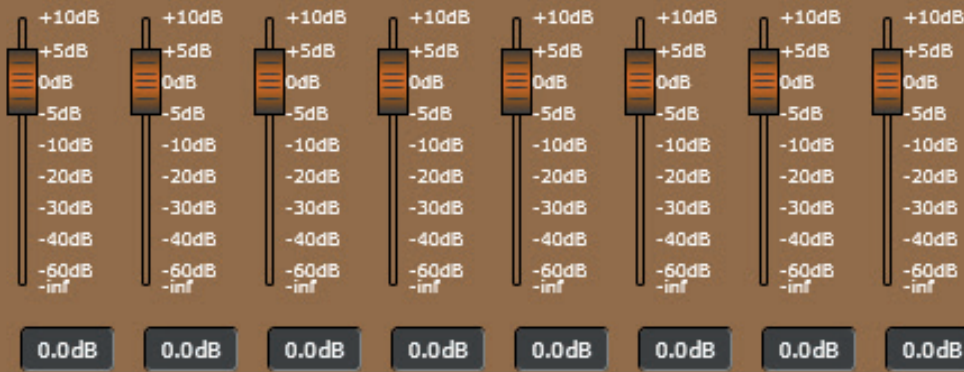 +10dB +10dB +10dB +10dB +10dB +10dB +10dB +10dB
+5dB +5dB +5dB +5dB +5dB +5dB +5dB +5dB
0dB 0dB 0dB 0dB 0dB 0dB 0dB 0dB
-5dB -5dB -5dB -5dB -5dB -5dB -5dB -5dB
-10dB -10dB -10dB -10dB -10dB -10dB -10dB -10dB
-20dB -20dB -20dB -20dB -20dB -20dB -20dB -20dB
-30dB -30dB -30dB -30dB -30dB -30dB -30dB -30dB
-40dB -40dB -40dB -40dB -40dB -40dB -40dB -40dB
-60dB -60dB -60dB -60dB -60dB -60dB -60dB -60dB
-inf -inf -inf -inf -inf -inf -inf -inf
0.0dB 0.0dB 0.0dB 0.0dB 0.0dB 0.0dB 0.0dB 0.0dB